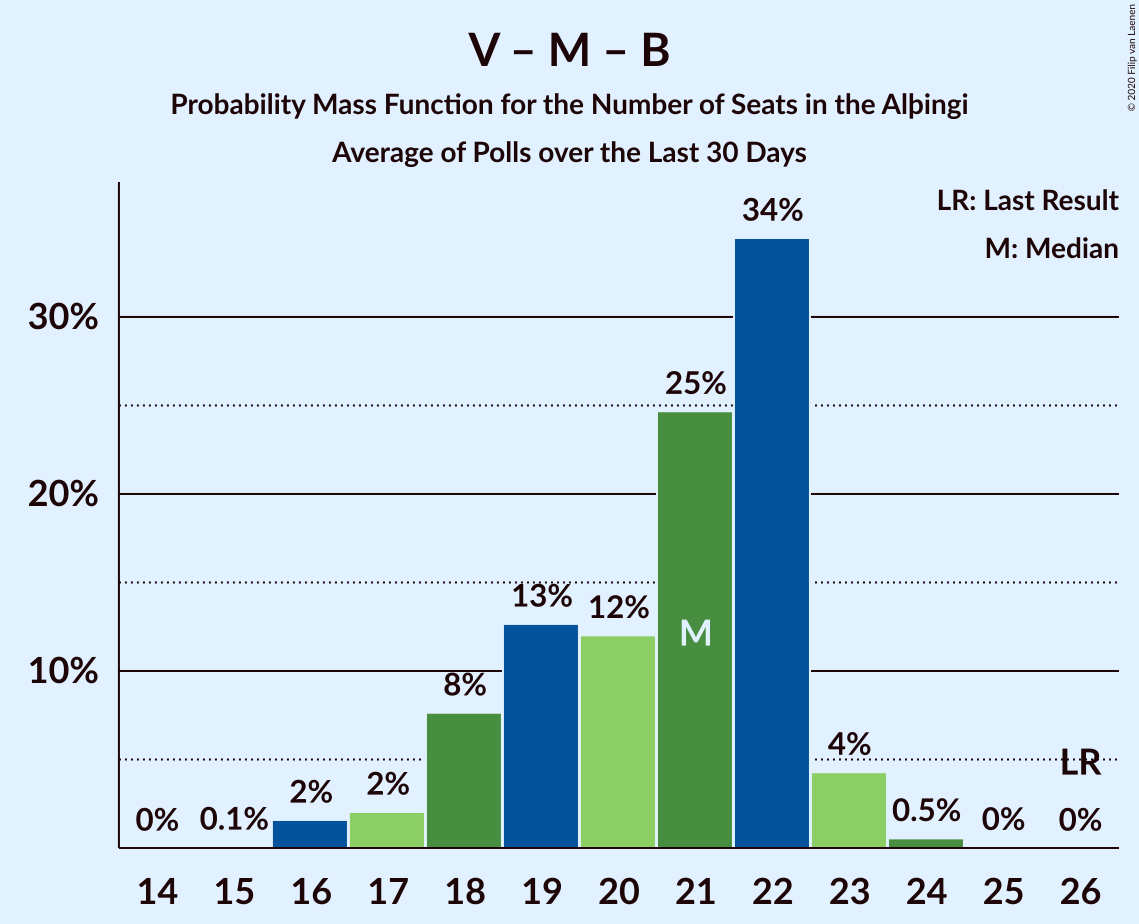 V – M – B
Probability Mass Function for the Number of Seats in the Alþingi
Average of Polls over the Last 30 Days
© 2020 Filip van Laenen
LR: Last Result
M: Median
34%
30%
25%
20%
13%
12%
M
10%
8%
4%
LR
2%
2%
0.5%
0%
0.1%
0%
0%
14 15 16 17 18 19 20 21 22 23 24 25 26